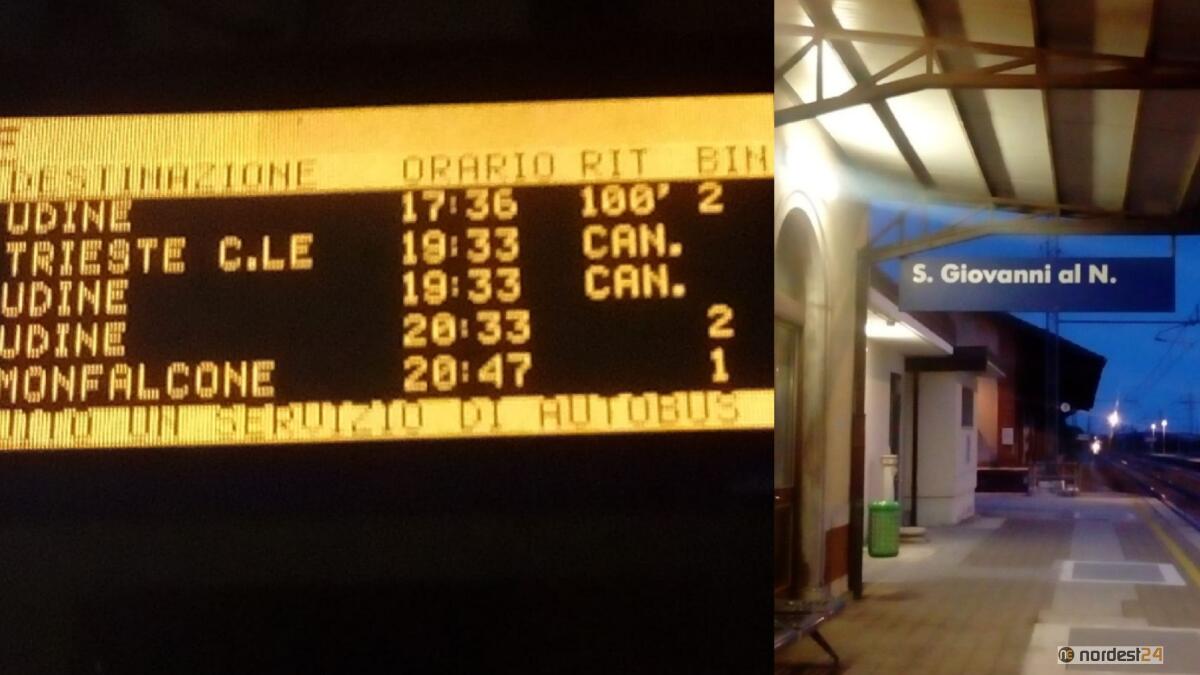 DESTINAZIONE ORARIO RIT BIN
UDINE 17:36 100' 2
TRIESTE C.LE 19:33 CAN.
UDINE 19:33 CAN.
UDINE 20:33 2
MONFALCONE 20:47 1
UN SERVIZIO DI AUTOBUS
S. Giovanni al N.
nordest24